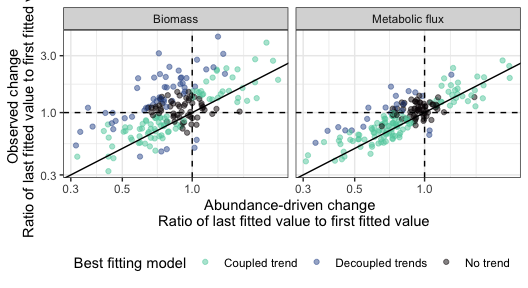 Biomass
Metabolic flux
Observed change
Ratio of last fitted value to first fitted
3.0
1.0
0.3
0.3
0.5
1.0
0.3
0.5
1.0
Abundance-driven change
Ratio of last fitted value to first fitted value
Best fitting model
Coupled trend
Decoupled trends
No trend